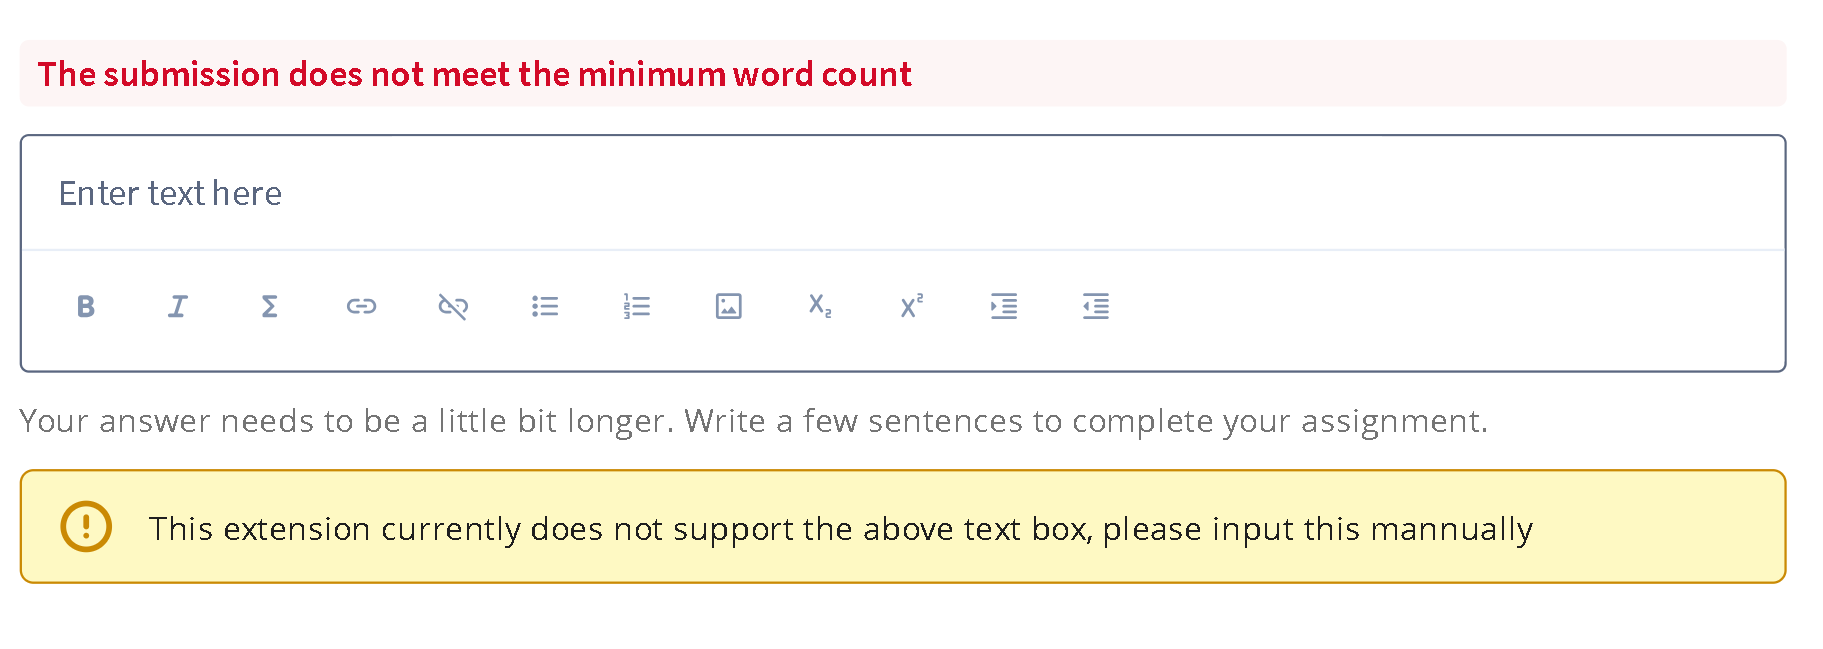 The submission does not meet the minimum word count
Enter text here
B I Σ X₂ X²
Your answer needs to be a little bit longer. Write a few sentences to complete your assignment.
This extension currently does not support the above text box, please input this mannually